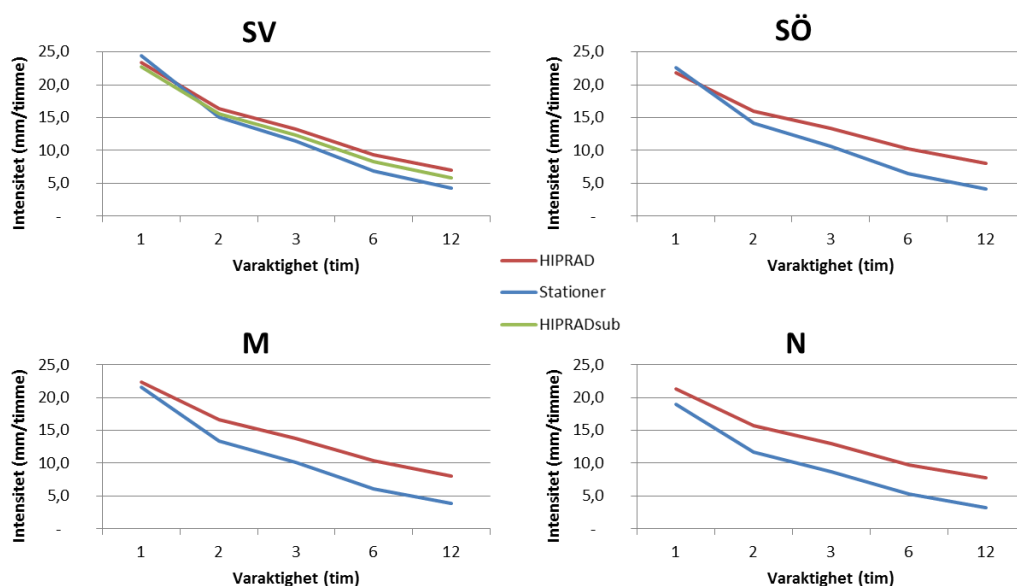 SV
25,0
20,0
15,0
10,0
5,0
-
Intensitet (mm/timme)
1 2 3 6 12
Varaktighet (tim)
SÖ
25,0
20,0
15,0
10,0
5,0
-
Intensitet (mm/timme)
1 2 3 6 12
Varaktighet (tim)
HIPRAD
Stationer
HIPRADsub
M
25,0
20,0
15,0
10,0
5,0
-
Intensitet (mm/timme)
1 2 3 6 12
Varaktighet (tim)
N
25,0
20,0
15,0
10,0
5,0
-
Intensitet (mm/timme)
1 2 3 6 12
Varaktighet (tim)